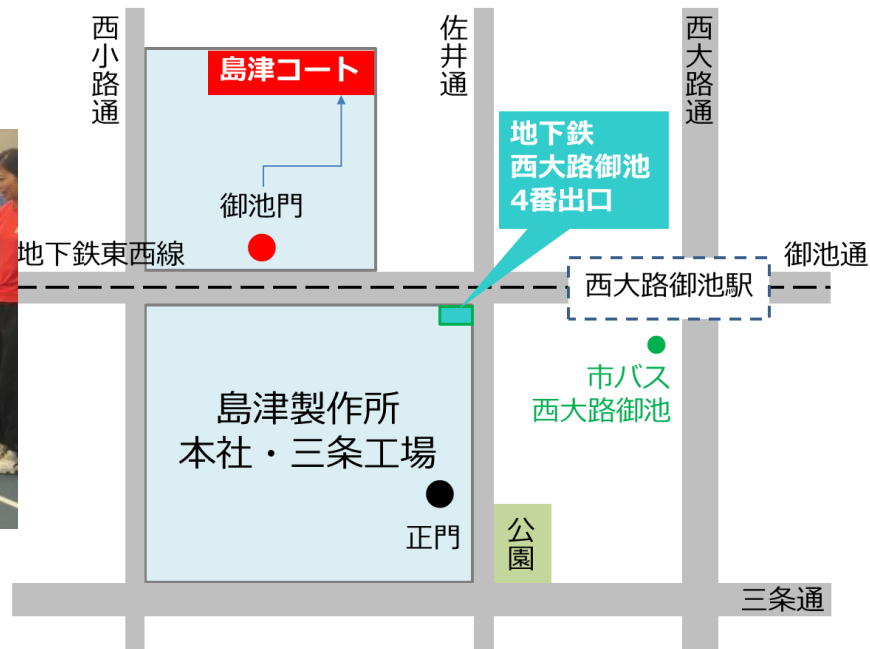 西小路通
佐井通
西大路通
島津コート
地下鉄
西大路御池
4番出口
御池門
地下鉄東西線
御池通
西大路御池駅
市バス
西大路御池
島津製作所
本社・三条工場
正門
公園
三条通